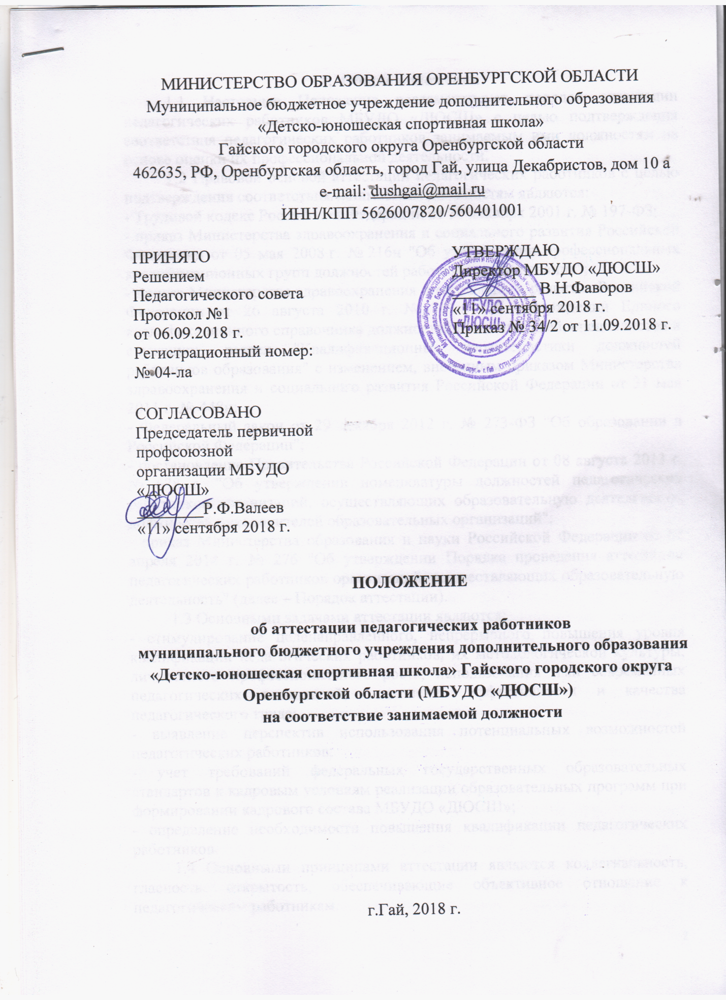 МИНИСТЕРСТВО ОБРАЗОВАНИЯ ОРЕНБУРГСКОЙ ОБЛАСТИ
Муниципальное бюджетное учреждение дополнительного образования
«Детско-юношеская спортивная школа»
Гайского городского округа Оренбургской области
462635, РФ, Оренбургская область, город Гай, улица Декабристов, дом 10 а
e-mail: dushgai@mail.ru
ИНН/КПП 5626007820/560401001
ПРИНЯТО
Решением
Педагогического совета
Протокол №1
от 06.09.2018 г.
Регистрационный номер:
№ 04-ла
УТВЕРЖДАЮ
Директор МБУДО «ДЮСШ»
В.Н.Фаворов
«11» сентября 2018 г.
Приказ № 34/2 от 11.09.2018 г.
МБУДО
«ДЮСШ»
СОГЛАСОВАНО
Председатель первичной
профсоюзной
организации МБУДО
«ДЮСШ»
________Р.Ф.Валеев
«11» сентября 2018 г.
ПОЛОЖЕНИЕ
об аттестации педагогических работников
муниципального бюджетного учреждения дополнительного образования
«Детско-юношеская спортивная школа» Гайского городского округа
Оренбургской области (МБУДО «ДЮСШ»)
на соответствие занимаемой должности
г.Гай, 2018 г.